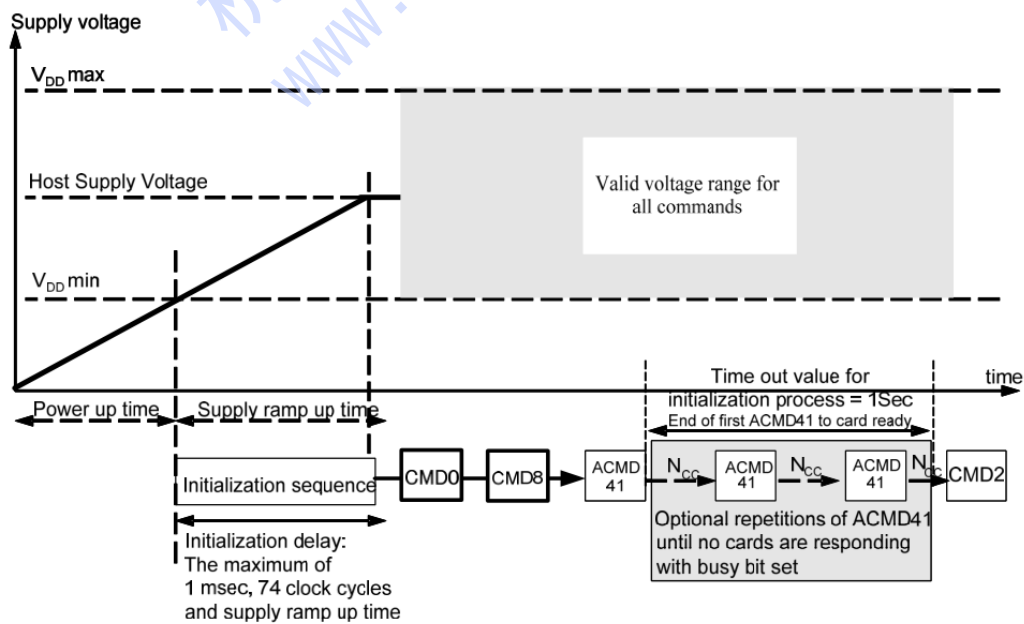 Supply voltage
V_DD max
Host Supply Voltage
Valid voltage range for
all commands
V_DD min
time
Power up time
Supply ramp up time
Time out value for
initialization process = 1Sec
End of first ACMD41 to card ready
Initialization sequence
CMD0
CMD8
ACMD
41
N_CC
ACMD
41
N_CC
ACMD
41
N_CC
CMD2
Initialization delay:
The maximum of
1 msec, 74 clock cycles
and supply ramp up time
Optional repetitions of ACMD41
until no cards are responding
with busy bit set
www.